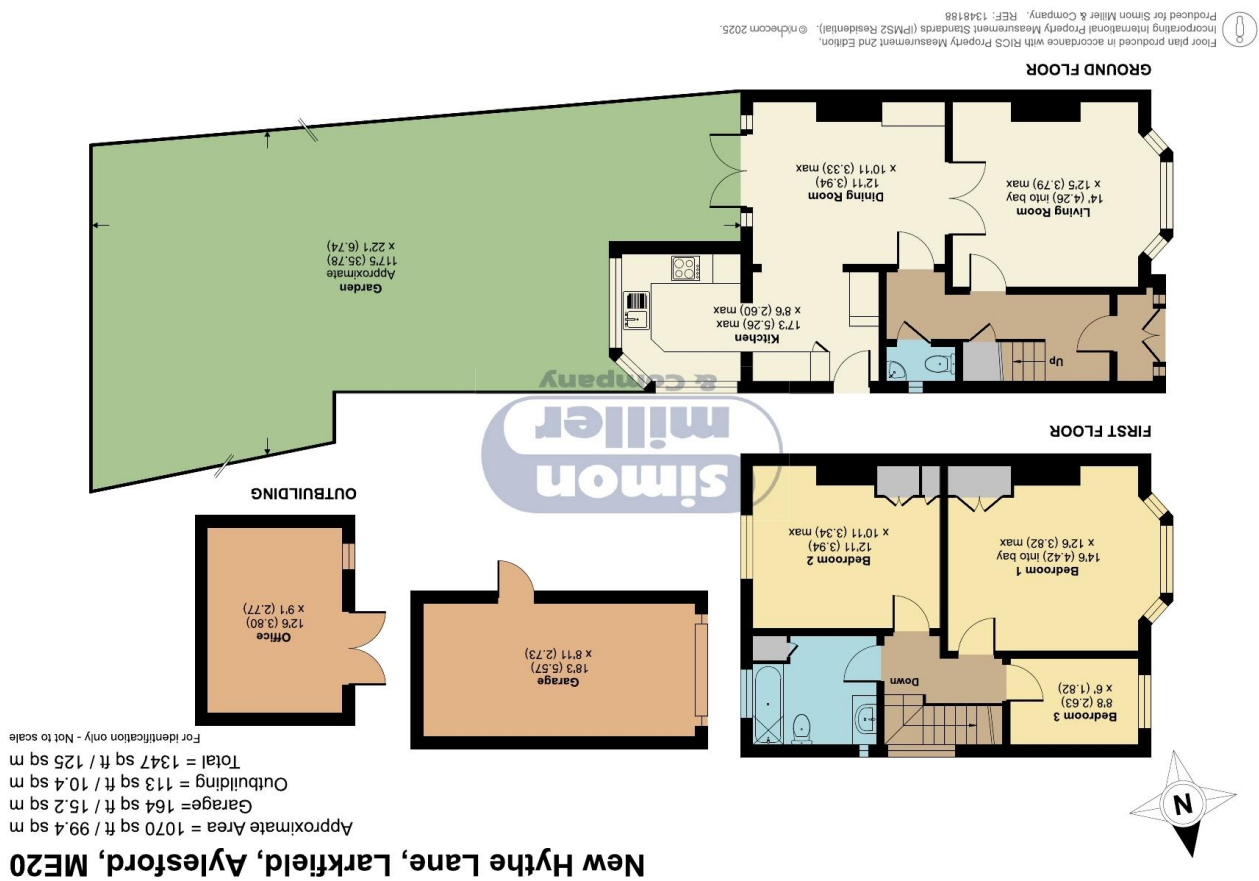 New Hythe Lane, Larkfield, Aylesford, ME20
Approximate Area = 1070 sq ft / 99.4 sq m
Garage= 164 sq ft / 15.2 sq m
Outbuilding = 113 sq ft / 10.4 sq m
Total = 1347 sq ft / 125 sq m
For identification only - Not to scale
N
Bedroom 3
8'8 (2.63)
x 6' (1.82)
Down
Bedroom 1
14'6 (4.42) into bay
x 12'6 (3.82) max
Bedroom 2
12'11 (3.94)
x 10'11 (3.34) max
FIRST FLOOR
Garage
18'3 (5.57)
x 8'11 (2.73)
Office
12'6 (3.80)
x 9'1 (2.77)
OUTBUILDING
simon
miller
& Company
Up
Kitchen
17'3 (5.26) max
x 8'6 (2.60) max
Living Room
14' (4.26) into bay
x 12'5 (3.79) max
Dining Room
12'11 (3.94)
x 10'11 (3.33) max
Garden
Approximate
117'5 (35.78)
x 22'1 (6.74)
GROUND FLOOR
Floor plan produced in accordance with RICS Property Measurement 2nd Edition,
Incorporating International Property Measurement Standards (IPMS2 Residential). ©nichecom 2025.
Produced for Simon Miller & Company. REF: 1348188